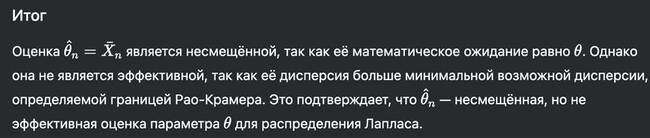 Итог
Оценка θ̂ₙ = X̄ₙ является несмещённой, так как её математическое ожидание равно θ. Однако
она не является эффективной, так как её дисперсия больше минимальной возможной дисперсии,
определяемой границей Рао-Крамера. Это подтверждает, что θ̂ₙ — несмещённая, но не
эффективная оценка параметра θ для распределения Лапласа.